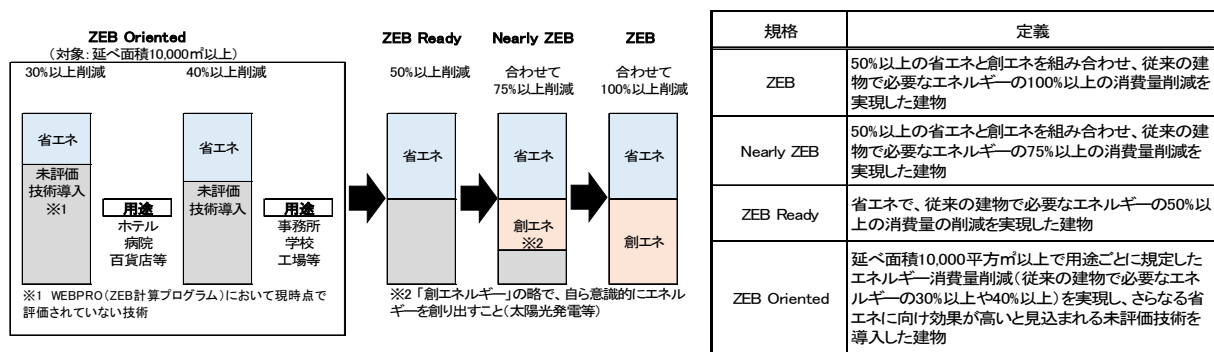 ZEB Oriented
（対象：延べ面積10,000㎡以上）
30%以上削減
40%以上削減
省エネ
未評価
技術導入
※1
用途
ホテル
病院
百貨店等
省エネ
未評価
技術導入
用途
事務所
学校
工場等
※1 WEBPRO（ZEB計算プログラム）において現時点で
評価されていない技術
ZEB Ready
50%以上削減
省エネ
Nearly ZEB
合わせて
75%以上削減
省エネ
創エネ
※2
ZEB
合わせて
100%以上削減
省エネ
創エネ
※2 「創エネルギー」の略で、自ら意識的にエネル
ギーを創り出すこと（太陽光発電等）
規格
定義
ZEB
50%以上の省エネと創エネを組み合わせ、従来の建
物で必要なエネルギーの100%以上の消費量削減を
実現した建物
Nearly ZEB
50%以上の省エネと創エネを組み合わせ、従来の建
物で必要なエネルギーの75%以上の消費量削減を
実現した建物
ZEB Ready
省エネで、従来の建物で必要なエネルギーの50%以
上の消費量の削減を実現した建物
ZEB Oriented
延べ面積10,000平方㎡以上で用途ごとに規定した
エネルギー消費量削減（従来の建物で必要なエネ
ルギーの30%以上や40%以上）を実現し、さらなる省
エネに向け効果が高いと見込まれる未評価技術を
導入した建物